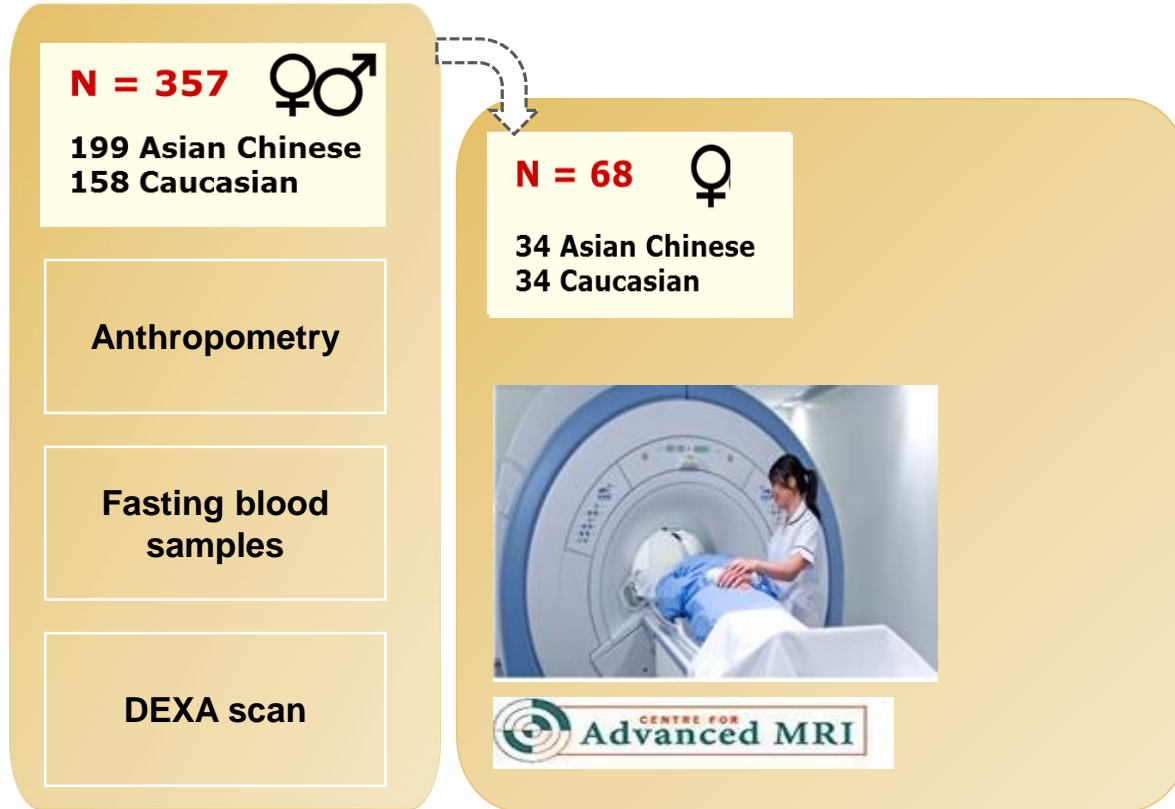 N = 357
199 Asian Chinese
158 Caucasian
Anthropometry
Fasting blood
samples
DEXA scan
N = 68
34 Asian Chinese
34 Caucasian
CENTRE FOR
Advanced MRI